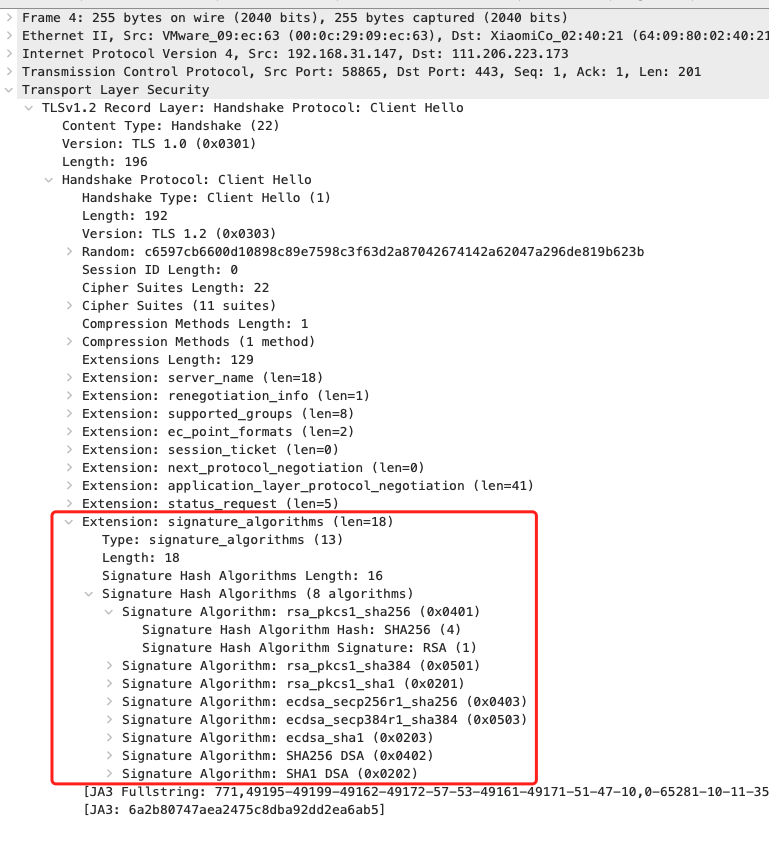 Frame 4: 255 bytes on wire (2040 bits), 255 bytes captured (2040 bits)
Ethernet II, Src: VMware_09:ec:63 (00:0c:29:09:ec:63), Dst: XiaomiCo_02:40:21 (64:09:80:02:40:21
Internet Protocol Version 4, Src: 192.168.31.147, Dst: 111.206.223.173
Transmission Control Protocol, Src Port: 58865, Dst Port: 443, Seq: 1, Ack: 1, Len: 201
Transport Layer Security
TLSv1.2 Record Layer: Handshake Protocol: Client Hello
Content Type: Handshake (22)
Version: TLS 1.0 (0x0301)
Length: 196
Handshake Protocol: Client Hello
Handshake Type: Client Hello (1)
Length: 192
Version: TLS 1.2 (0x0303)
Random: c6597cb6600d10898c89e7598c3f63d2a87042674142a62047a296de819b623b
Session ID Length: 0
Cipher Suites Length: 22
Cipher Suites (11 suites)
Compression Methods Length: 1
Compression Methods (1 method)
Extensions Length: 129
Extension: server_name (len=18)
Extension: renegotiation_info (len=1)
Extension: supported_groups (len=8)
Extension: ec_point_formats (len=2)
Extension: session_ticket (len=0)
Extension: next_protocol_negotiation (len=0)
Extension: application_layer_protocol_negotiation (len=41)
Extension: status_request (len=5)
Extension: signature_algorithms (len=18)
Type: signature_algorithms (13)
Length: 18
Signature Hash Algorithms Length: 16
Signature Hash Algorithms (8 algorithms)
Signature Algorithm: rsa_pkcs1_sha256 (0x0401)
Signature Hash Algorithm Hash: SHA256 (4)
Signature Hash Algorithm Signature: RSA (1)
Signature Algorithm: rsa_pkcs1_sha384 (0x0501)
Signature Algorithm: rsa_pkcs1_sha1 (0x0201)
Signature Algorithm: ecdsa_secp256r1_sha256 (0x0403)
Signature Algorithm: ecdsa_secp384r1_sha384 (0x0503)
Signature Algorithm: ecdsa_sha1 (0x0203)
Signature Algorithm: SHA256 DSA (0x0402)
Signature Algorithm: SHA1 DSA (0x0202)
[JA3 Fullstring: 771,49195-49199-49162-49172-57-53-49161-49171-51-47-10,0-65281-10-11-35
[JA3: 6a2b80747aea2475c8dba92dd2ea6ab5]